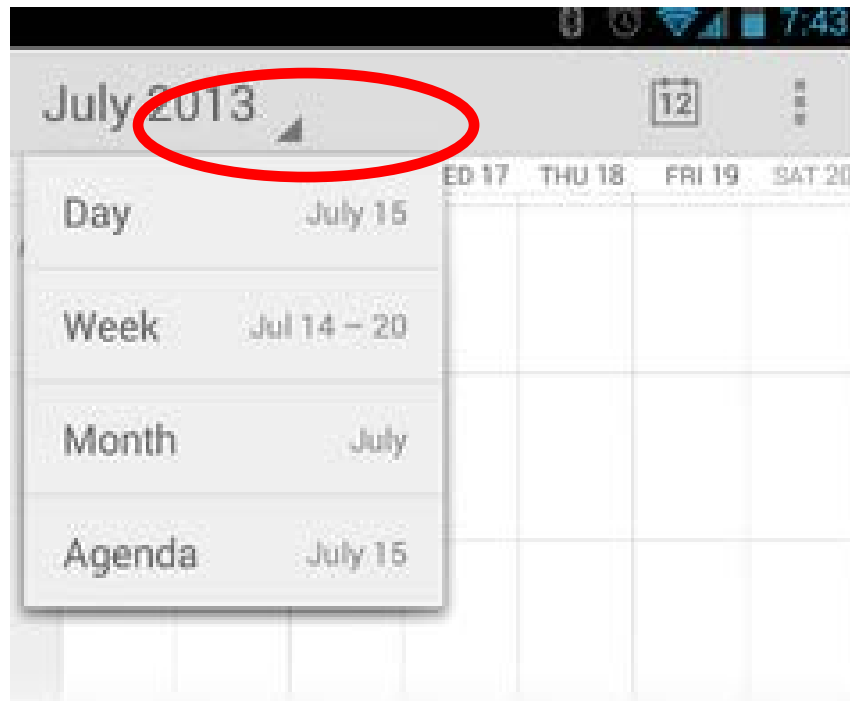 7:43
July 2013
12
ED 17 THU 18 FRI 19 SAT 20
Day July 15
Week Jul 14 – 20
Month July
Agenda July 15